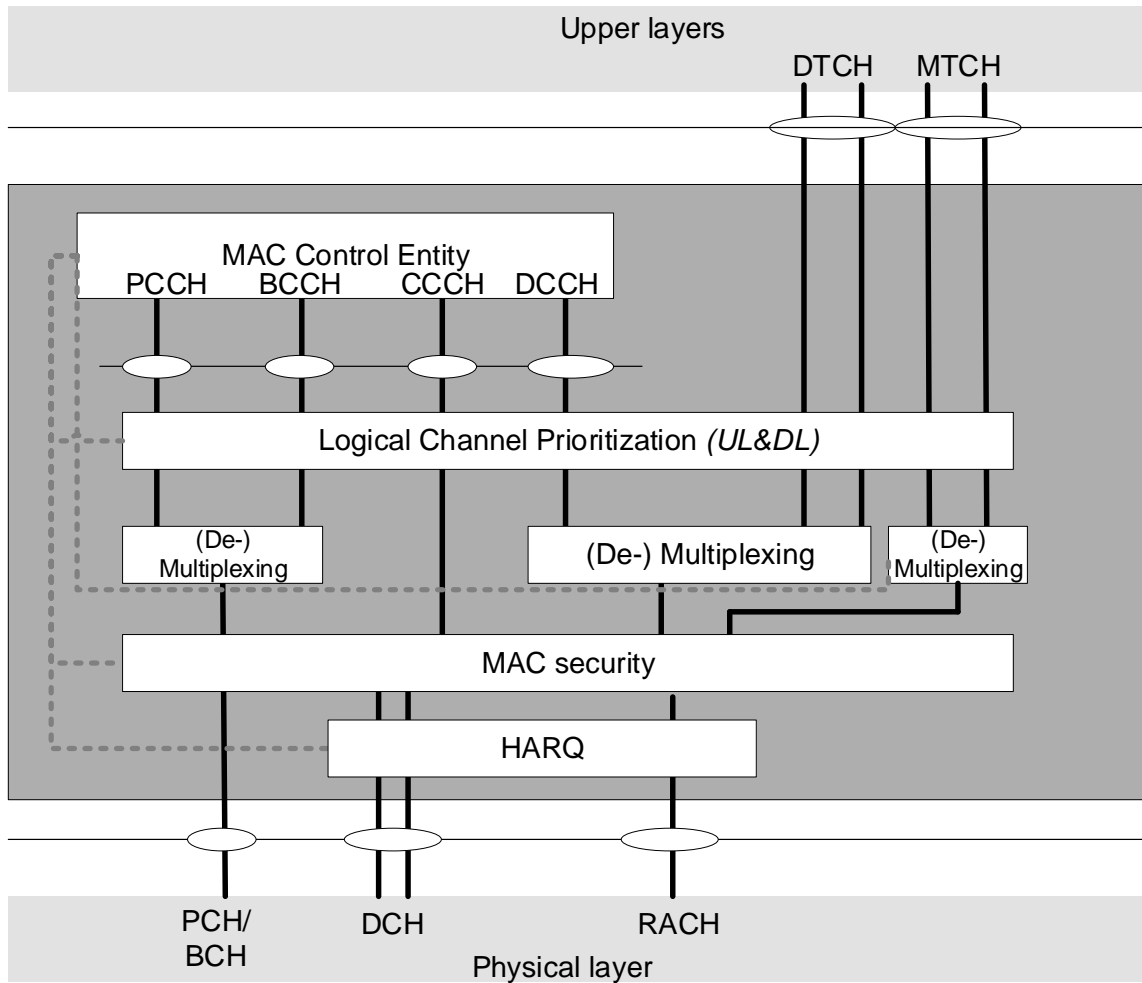 Upper layers
DTCH MTCH
MAC Control Entity
PCCH BCCH CCCH DCCH
Logical Channel Prioritization (UL&DL)
(De-)
Multiplexing
(De-) Multiplexing
(De-)
Multiplexing
MAC security
HARQ
PCH/
BCH
DCH
RACH
Physical layer